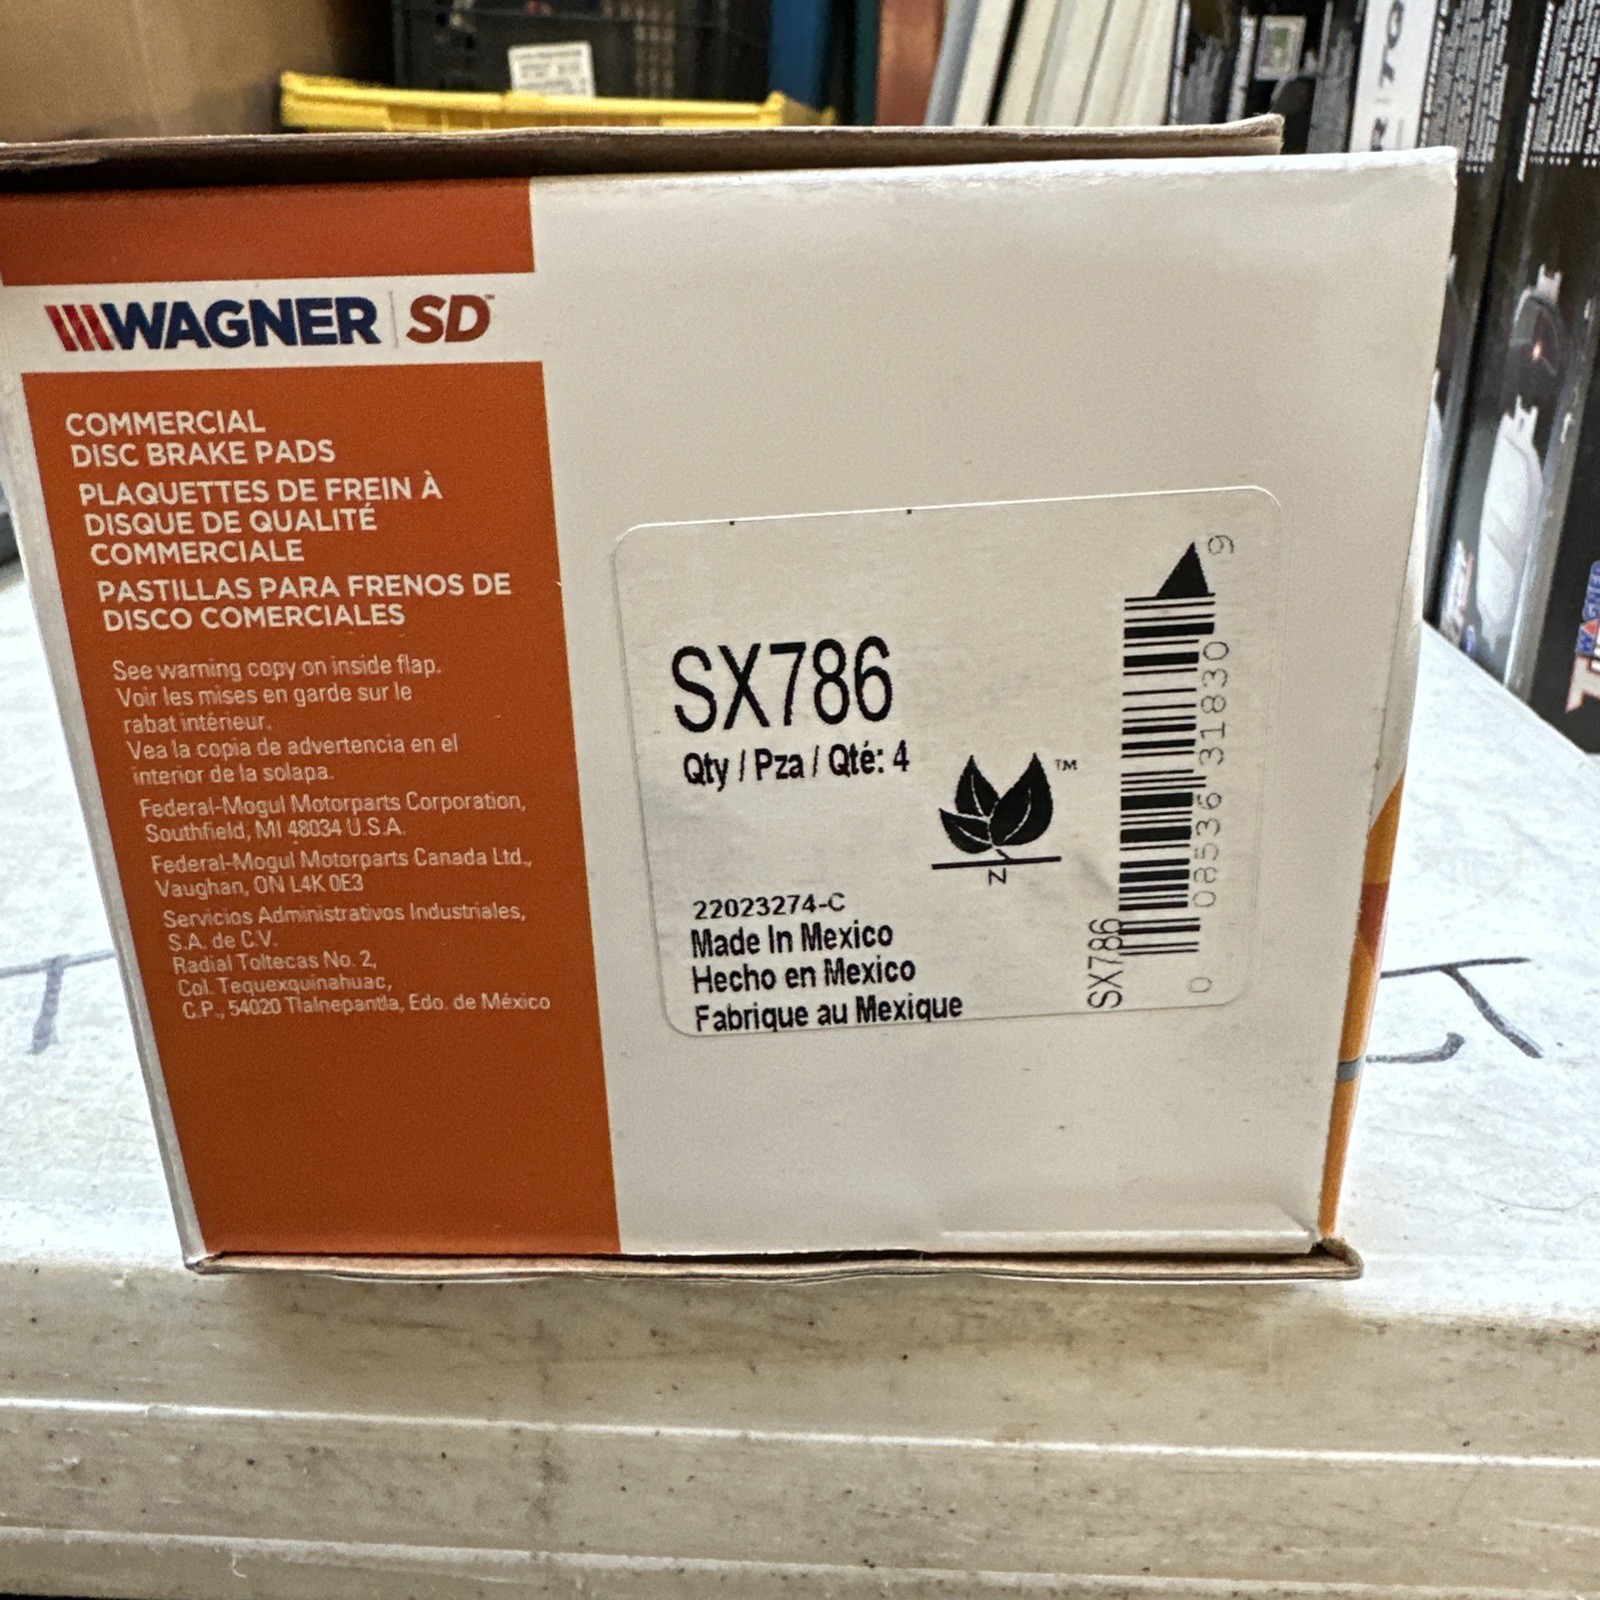 WAGNER SD™
COMMERCIAL
DISC BRAKE PADS
PLAQUETTES DE FREIN À
DISQUE DE QUALITÉ
COMMERCIALE
PASTILLAS PARA FRENOS DE
DISCO COMERCIALES
See warning copy on inside flap.
Voir les mises en garde sur le
rabat intérieur.
Vea la copia de advertencia en el
interior de la solapa.
Federal-Mogul Motorparts Corporation,
Southfield, MI 48034 U.S.A.
Federal-Mogul Motorparts Canada Ltd.,
Vaughan, ON L4K 0E3
Servicios Administrativos Industriales,
S.A. de C.V.
Radial Toltecas No. 2,
Col. Tequexquinahuac,
C.P., 54020 Tlalnepantla, Edo. de México
SX786
Qty / Pza / Qté: 4
™
N
22023274-C
Made In Mexico
Hecho en Mexico
Fabrique au Mexique
SX786
0 08536 31830 9
WAGNER